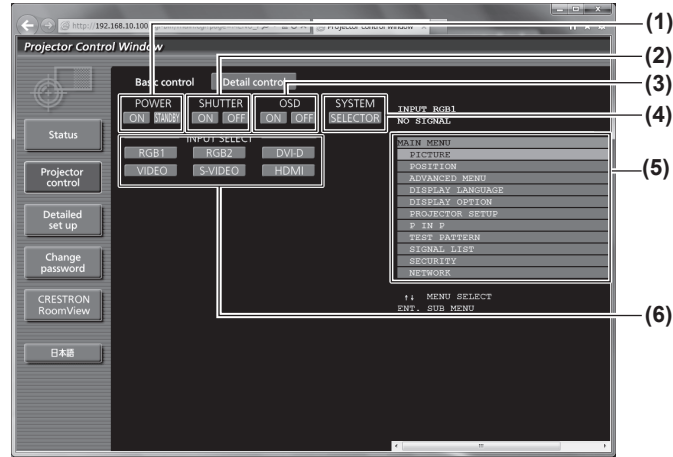 http://192.168.10.100
Projector Control Window
(1)
(2)
(3)
(4)
(5)
(6)
Basic control
Detail control
POWER
SHUTTER
OSD
SYSTEM
ON STANDBY
ON OFF
ON OFF
SELECTOR
INPUT RGB1
NO SIGNAL
INPUT SELECT
RGB1 RGB2 DVI-D
VIDEO S-VIDEO HDMI
MAIN MENU
PICTURE
POSITION
ADVANCED MENU
DISPLAY LANGUAGE
DISPLAY OPTION
PROJECTOR SETUP
P IN P
TEST PATTERN
SIGNAL LIST
SECURITY
NETWORK
↑↓ MENU SELECT
ENT. SUB MENU
Status
Projector
control
Detailed
set up
Change
password
CRESTRON
RoomView
日本語